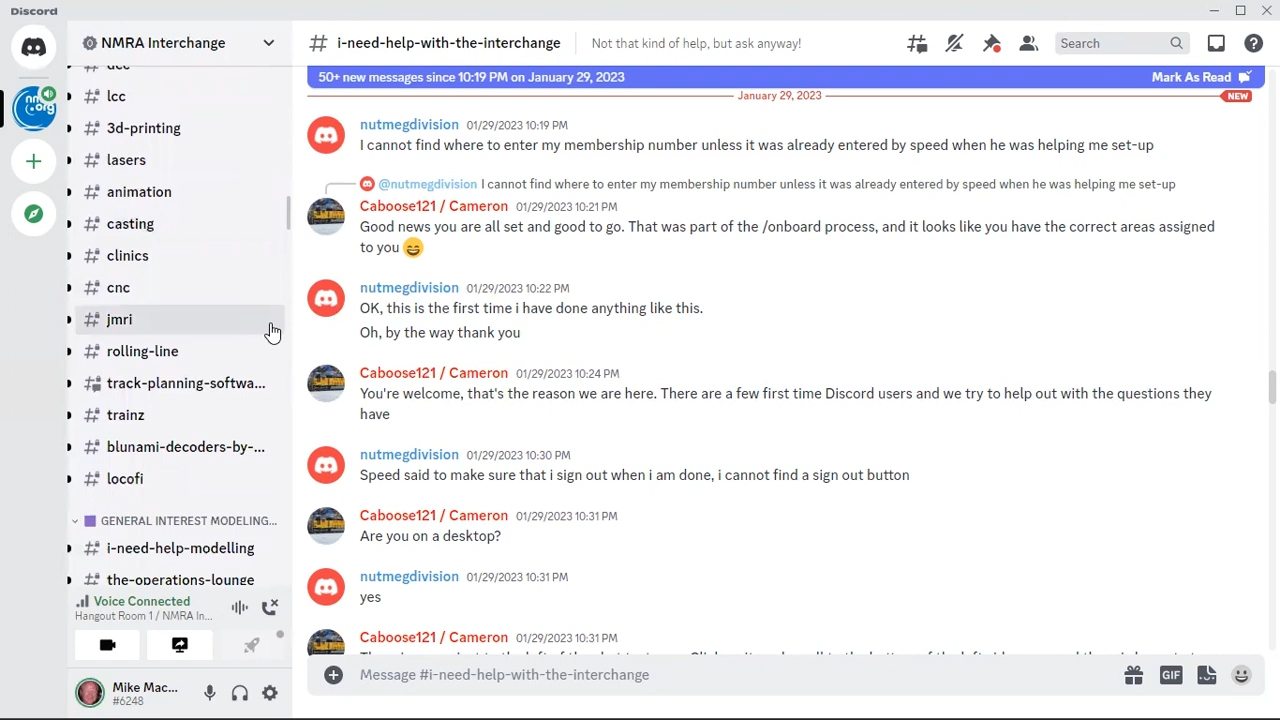 Discord
NMRA Interchange
dcc
lcc
3d-printing
lasers
animation
casting
clinics
cnc
jmri
rolling-line
track-planning-softwa...
trainz
blunami-decoders-by-...
locofi
GENERAL INTEREST MODELING...
i-need-help-modelling
the-operations-lounge
Voice Connected
Hangout Room 1 / NMRA In...
Mike Mac...
#6248
i-need-help-with-the-interchange
Not that kind of help, but ask anyway!
Search
50+ new messages since 10:19 PM on January 29, 2023
Mark As Read
January 29, 2023
NEW
nutmegdivision 01/29/2023 10:19 PM
I cannot find where to enter my membership number unless it was already entered by speed when he was helping me set-up
@nutmegdivision I cannot find where to enter my membership number unless it was already entered by speed when he was helping me set-up
Caboose121 / Cameron 01/29/2023 10:21 PM
Good news you are all set and good to go. That was part of the /onboard process, and it looks like you have the correct areas assigned
to you 😄
nutmegdivision 01/29/2023 10:22 PM
OK, this is the first time i have done anything like this.
Oh, by the way thank you
Caboose121 / Cameron 01/29/2023 10:24 PM
You're welcome, that's the reason we are here. There are a few first time Discord users and we try to help out with the questions they
have
nutmegdivision 01/29/2023 10:30 PM
Speed said to make sure that i sign out when i am done, i cannot find a sign out button
Caboose121 / Cameron 01/29/2023 10:31 PM
Are you on a desktop?
nutmegdivision 01/29/2023 10:31 PM
yes
Caboose121 / Cameron 01/29/2023 10:31 PM
Message #i-need-help-with-the-interchange
GIF